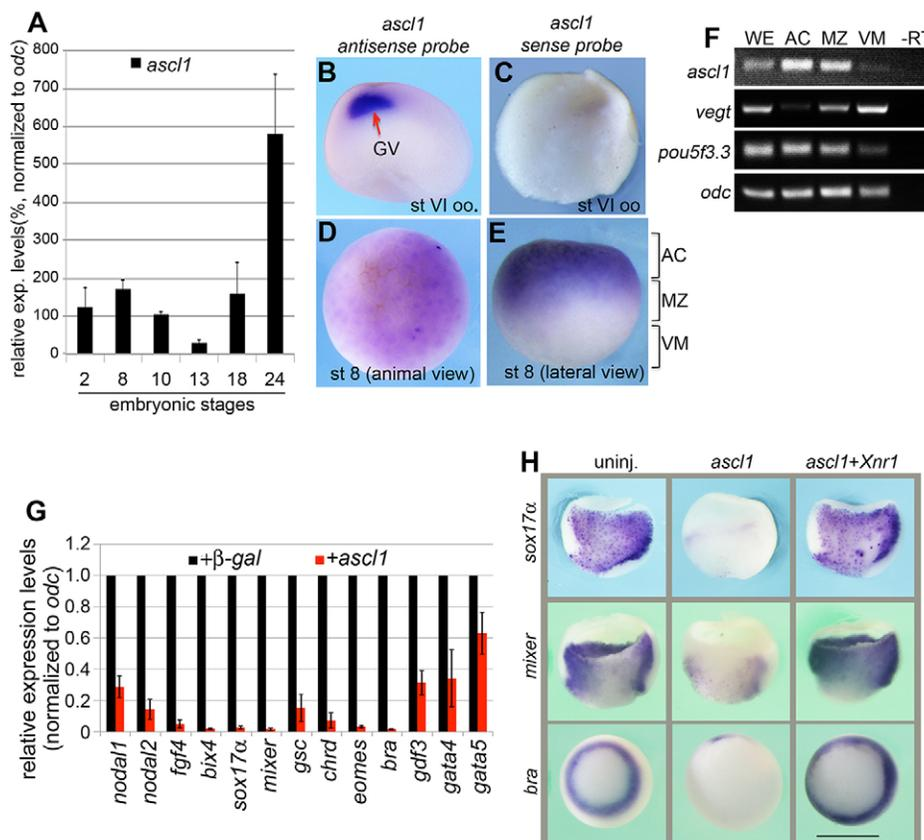 A
relative exp. levels(%, normalized to odc)
800
700
600
500
400
300
200
100
0
ascl1
2 8 10 13 18 24
embryonic stages
ascl1
antisense probe
ascl1
sense probe
B
GV
st VI oo.
C
st VI oo
D
st 8 (animal view)
E
st 8 (lateral view)
AC
MZ
VM
F
WE AC MZ VM -RT
ascl1
vegt
pou5f3.3
odc
G
relative expression levels
(normalized to odc)
1.2
1.0
0.8
0.6
0.4
0.2
0
+β-gal +ascl1
nodal1 nodal2 fgf4 bix4 sox17α mixer gsc chrd eomes bra gdf3 gata4 gata5
H
uninj. ascl1 ascl1+Xnr1
sox17α
mixer
bra